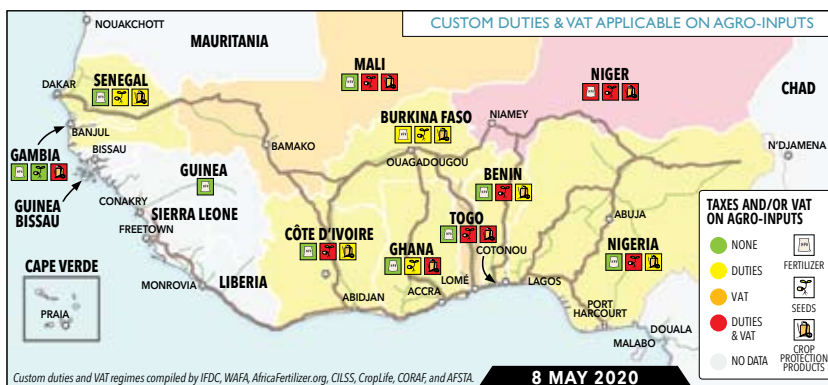 CUSTOM DUTIES & VAT APPLICABLE ON AGRO-INPUTS
NOUAKCHOTT
MAURITANIA
MALI
NIGER
CHAD
SENEGAL
DAKAR
BURKINA FASO
NIAMEY
BANJUL
N'DJAMENA
BAMAKO
OUAGADOUGOU
GAMBIA
BISSAU
GUINEA
BENIN
GUINEA
BISSAU
CONAKRY
SIERRA LEONE
FREETOWN
TOGO
ABUJA
CÔTE D'IVOIRE
GHANA
COTONOU
NIGERIA
CAPE VERDE
LIBERIA
MONROVIA
LOMÉ
LAGOS
ACCRA
ABIDJAN
PRAIA
PORT
HARCOURT
DOUALA
MALABO
TAXES AND/OR VAT
ON AGRO-INPUTS
NONE
DUTIES
VAT
DUTIES
& VAT
NO DATA
FERTILIZER
SEEDS
CROP
PROTECTION
PRODUCTS
Custom duties and VAT regimes compiled by IFDC, WAFA, AfricaFertilizer.org, CILSS, CropLife, CORAF, and AFSTA.
8 MAY 2020